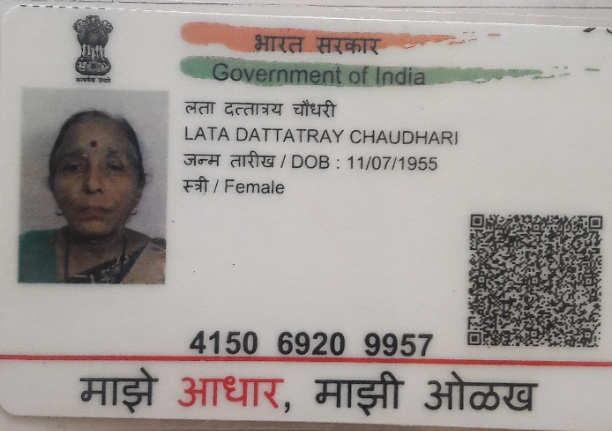 भारत सरकार
Government of India
लता दत्तात्रय चौधरी
LATA DATTATRAY CHAUDHARI
जन्म तारीख / DOB : 11/07/1955
स्त्री / Female
4150 6920 9957
माझे आधार, माझी ओळख